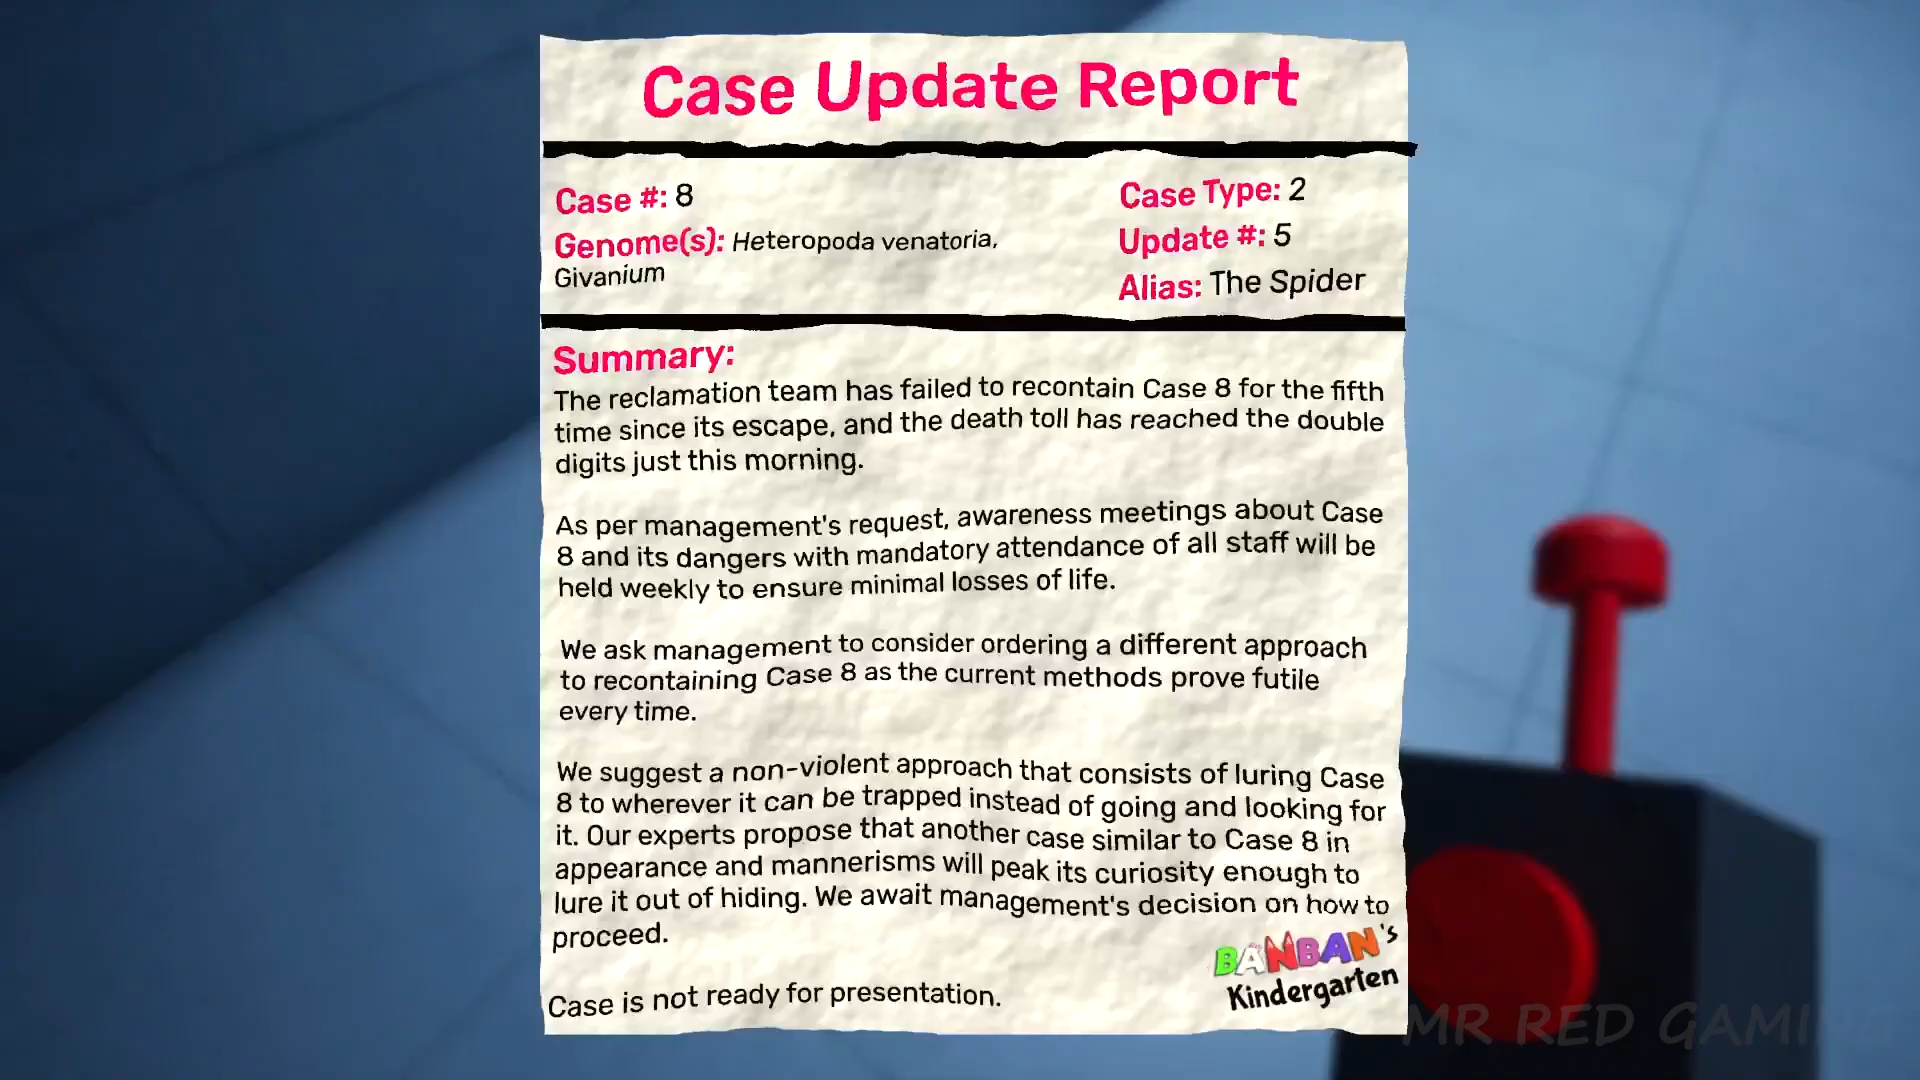 Case Update Report
Case #: 8
Genome(s): Heteropoda venatoria,
Givanium
Case Type: 2
Update #: 5
Alias: The Spider
Summary:
The reclamation team has failed to recontain Case 8 for the fifth
time since its escape, and the death toll has reached the double
digits just this morning.
As per management's request, awareness meetings about Case
8 and its dangers with mandatory attendance of all staff will be
held weekly to ensure minimal losses of life.
We ask management to consider ordering a different approach
to recontaining Case 8 as the current methods prove futile
every time.
We suggest a non-violent approach that consists of luring Case
8 to wherever it can be trapped instead of going and looking for
it. Our experts propose that another case similar to Case 8 in
appearance and mannerisms will peak its curiosity enough to
lure it out of hiding. We await management's decision on how to
proceed.
Case is not ready for presentation.
BANBAN's
Kindergarten
MR RED GAMING